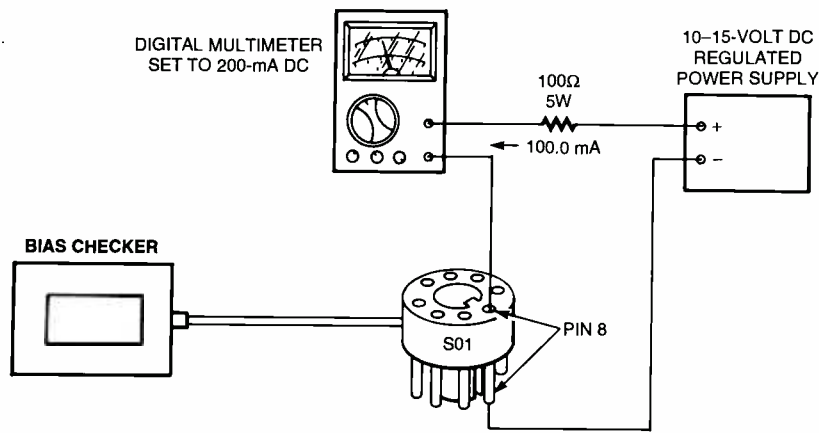 DIGITAL MULTIMETER
SET TO 200-mA DC
10–15-VOLT DC
REGULATED
POWER SUPPLY
100Ω
5W
+
← 100.0 mA
−
BIAS CHECKER
PIN 8
S01